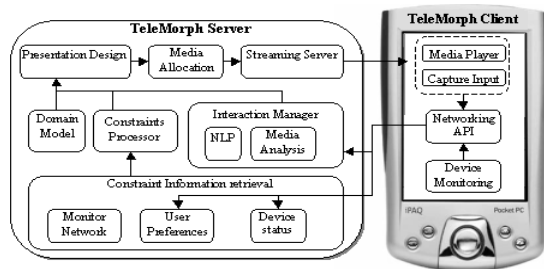 TeleMorph Server
TeleMorph Client
Presentation Design
Media
Allocation
Streaming Server
Media Player
Capture Input
Domain
Model
Constraints
Processor
Interaction Manager
NLP
Media
Analysis
Networking
API
Device
Monitoring
Constraint Information retrieval
Monitor
Network
User
Preferences
Device
status
iPAQ
Pocket PC